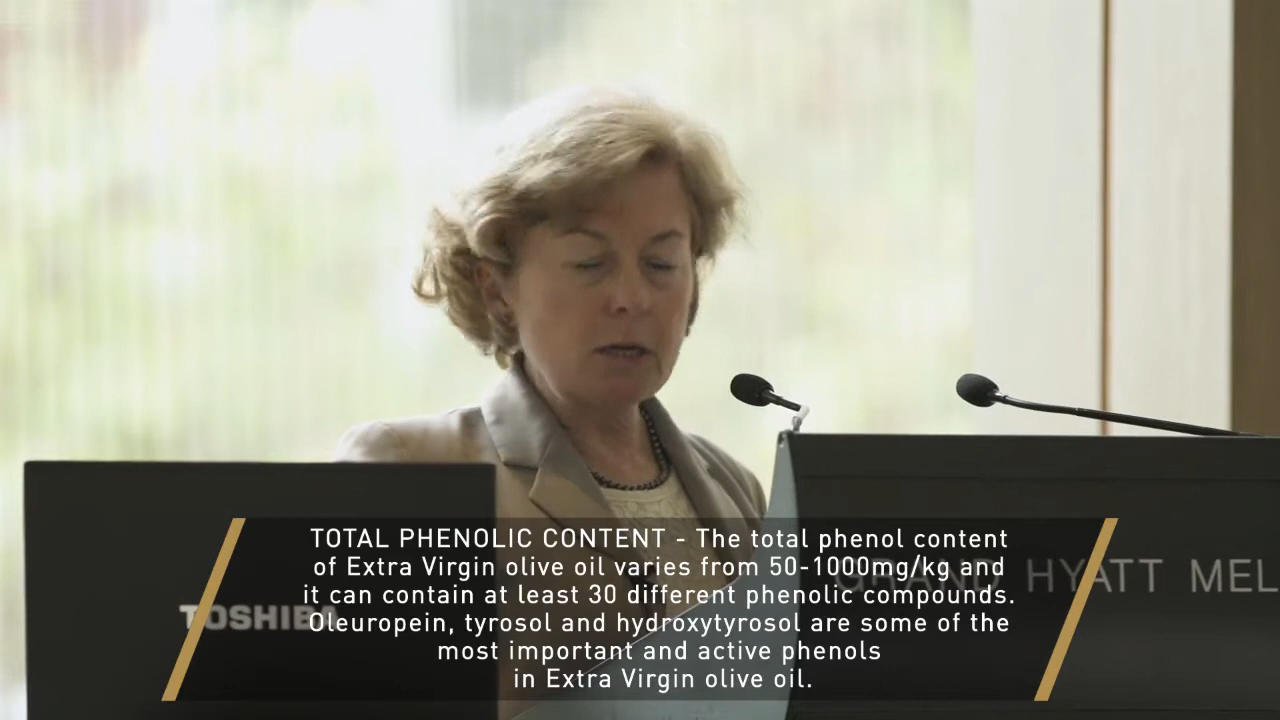 TOTAL PHENOLIC CONTENT - The total phenol content
of Extra Virgin olive oil varies from 50-1000mg/kg and
it can contain at least 30 different phenolic compounds.
Oleuropein, tyrosol and hydroxytyrosol are some of the
most important and active phenols
in Extra Virgin olive oil.
TOSHIBA
GRAND HYATT MEL